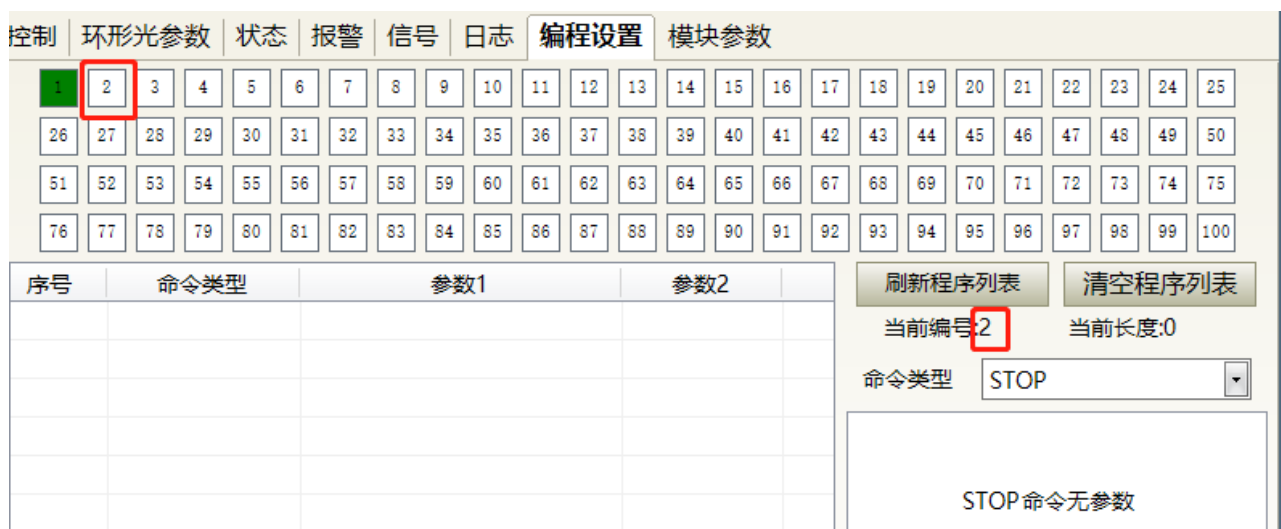 控制 环形光参数 状态 报警 信号 日志 编程设置 模块参数
1 2 3 4 5 6 7 8 9 10 11 12 13 14 15 16 17 18 19 20 21 22 23 24 25
26 27 28 29 30 31 32 33 34 35 36 37 38 39 40 41 42 43 44 45 46 47 48 49 50
51 52 53 54 55 56 57 58 59 60 61 62 63 64 65 66 67 68 69 70 71 72 73 74 75
76 77 78 79 80 81 82 83 84 85 86 87 88 89 90 91 92 93 94 95 96 97 98 99 100
序号 命令类型 参数1 参数2
刷新程序列表 清空程序列表
当前编号:2 当前长度:0
命令类型 STOP
STOP命令无参数